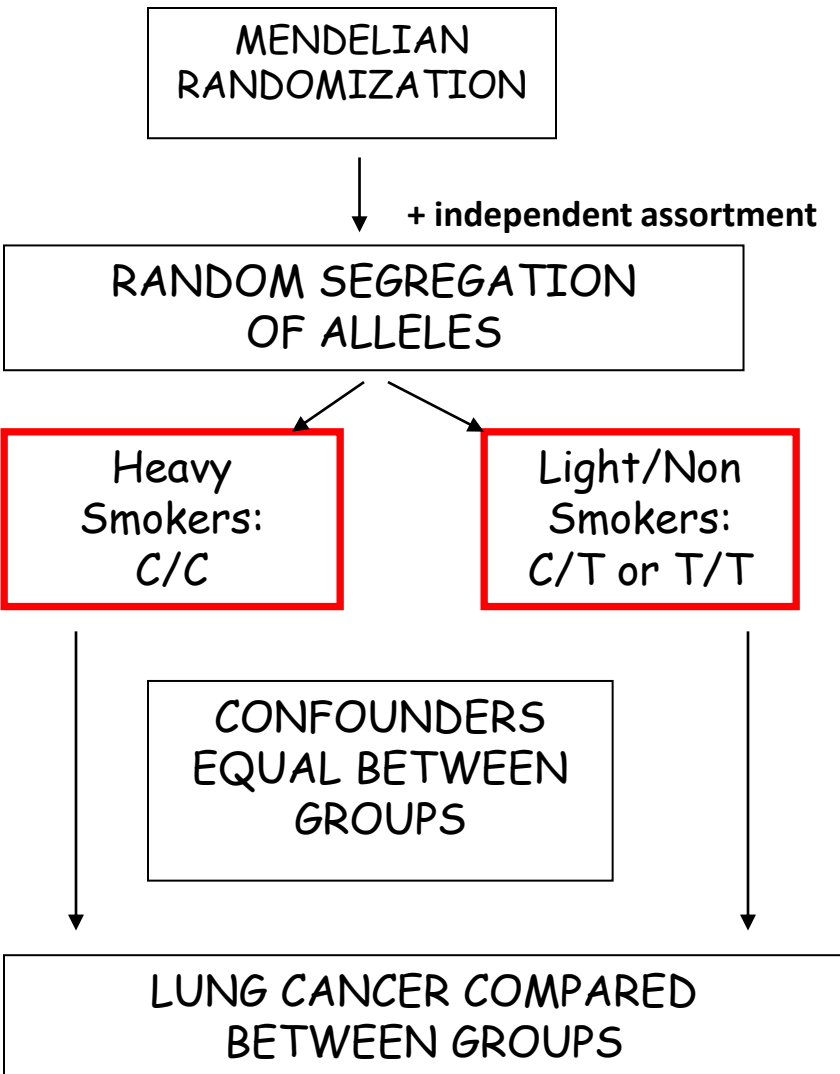 MENDELIAN
RANDOMIZATION
+ independent assortment
RANDOM SEGREGATION
OF ALLELES
Heavy
Smokers:
C/C
Light/Non
Smokers:
C/T or T/T
CONFOUNDERS
EQUAL BETWEEN
GROUPS
LUNG CANCER COMPARED
BETWEEN GROUPS